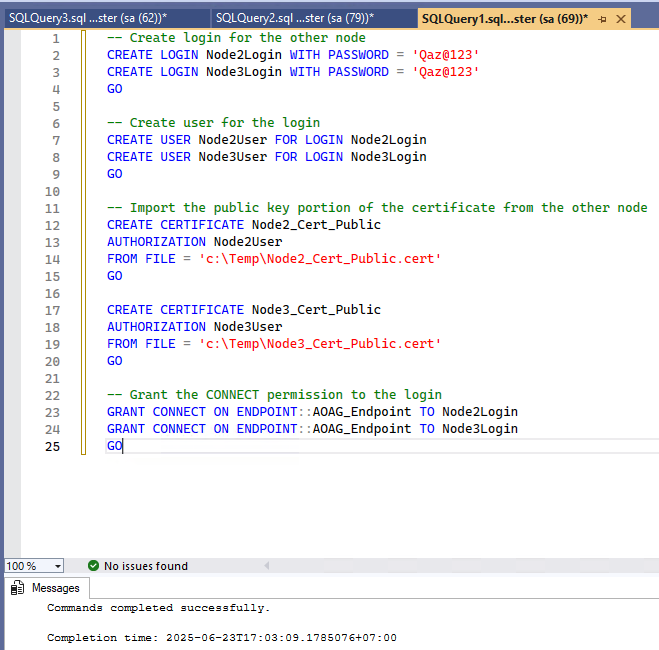 SQLQuery3.sql ...ster (sa (62))* SQLQuery2.sql ...ster (sa (79))* SQLQuery1.sql...ster (sa (69))*
1 -- Create login for the other node
2 CREATE LOGIN Node2Login WITH PASSWORD = 'Qaz@123'
3 CREATE LOGIN Node3Login WITH PASSWORD = 'Qaz@123'
4 GO
5
6 -- Create user for the login
7 CREATE USER Node2User FOR LOGIN Node2Login
8 CREATE USER Node3User FOR LOGIN Node3Login
9 GO
10
11 -- Import the public key portion of the certificate from the other node
12 CREATE CERTIFICATE Node2_Cert_Public
13 AUTHORIZATION Node2User
14 FROM FILE = 'c:\Temp\Node2_Cert_Public.cert'
15 GO
16
17 CREATE CERTIFICATE Node3_Cert_Public
18 AUTHORIZATION Node3User
19 FROM FILE = 'c:\Temp\Node3_Cert_Public.cert'
20 GO
21
22 -- Grant the CONNECT permission to the login
23 GRANT CONNECT ON ENDPOINT::AOAG_Endpoint TO Node2Login
24 GRANT CONNECT ON ENDPOINT::AOAG_Endpoint TO Node3Login
25 GO
100 % No issues found
Messages
Commands completed successfully.
Completion time: 2025-06-23T17:03:09.1785076+07:00